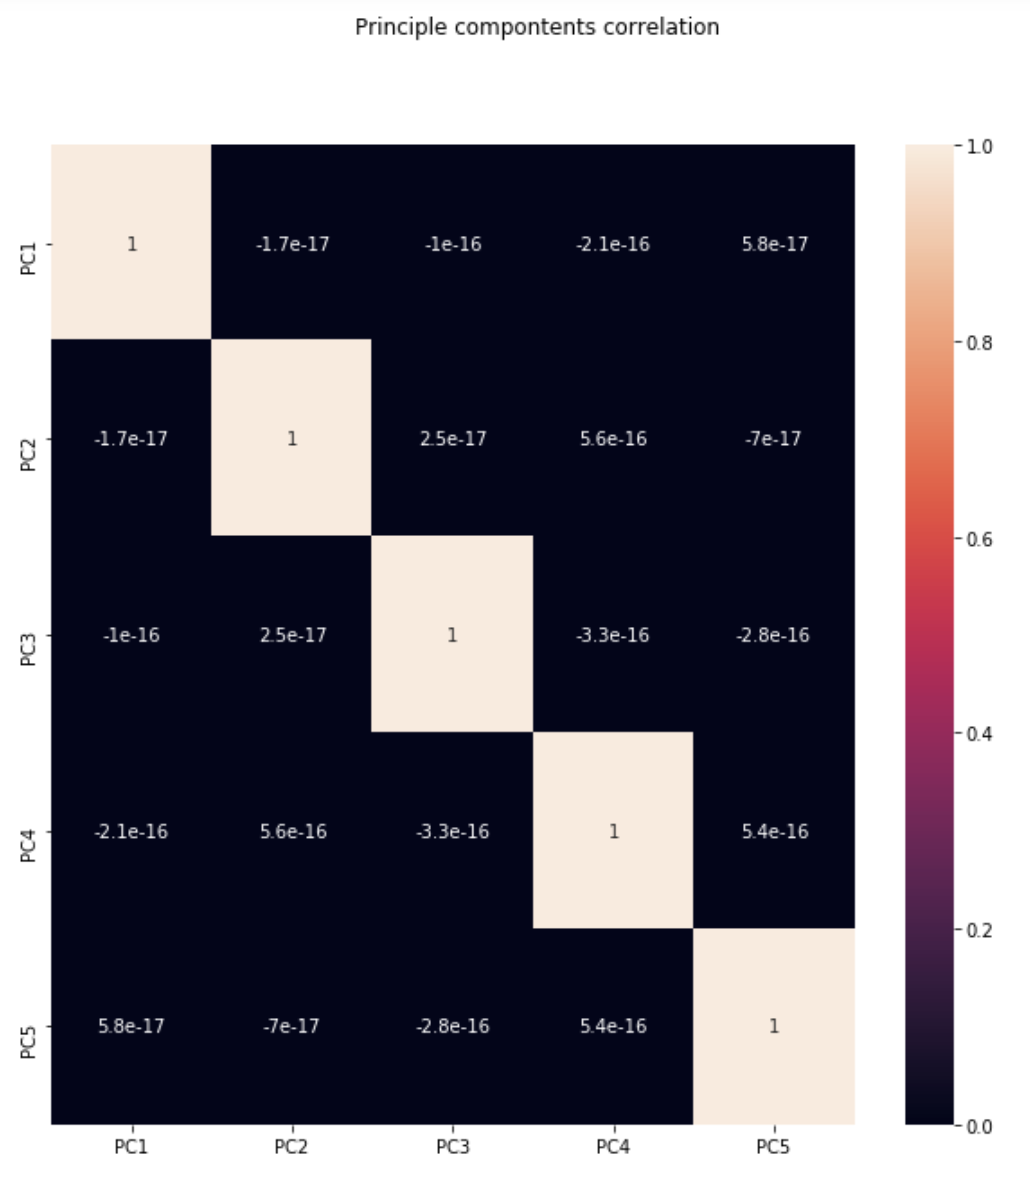 Principle compontents correlation
PC1 1 -1.7e-17 -1e-16 -2.1e-16 5.8e-17
PC2 -1.7e-17 1 2.5e-17 5.6e-16 -7e-17
PC3 -1e-16 2.5e-17 1 -3.3e-16 -2.8e-16
PC4 -2.1e-16 5.6e-16 -3.3e-16 1 5.4e-16
PC5 5.8e-17 -7e-17 -2.8e-16 5.4e-16 1
PC1 PC2 PC3 PC4 PC5
1.0
0.8
0.6
0.4
0.2
0.0